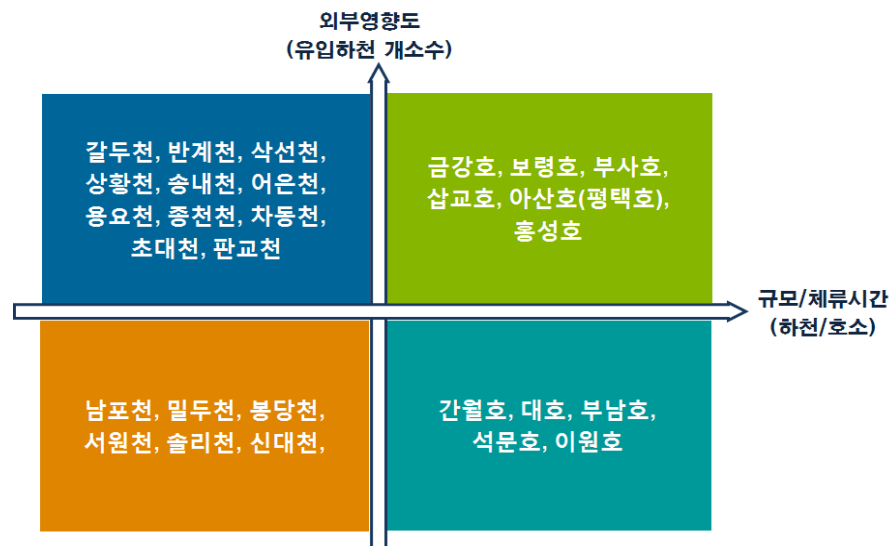 외부영향도
(유입하천 개소수)
갈두천, 반계천, 삭선천,
상황천, 송내천, 어은천,
용요천, 종천천, 차동천,
초대천, 판교천
금강호, 보령호, 부사호,
삽교호, 아산호(평택호),
홍성호
규모/체류시간
(하천/호소)
남포천, 밀두천, 봉당천,
서원천, 솔리천, 신대천,
간월호, 대호, 부남호,
석문호, 이원호